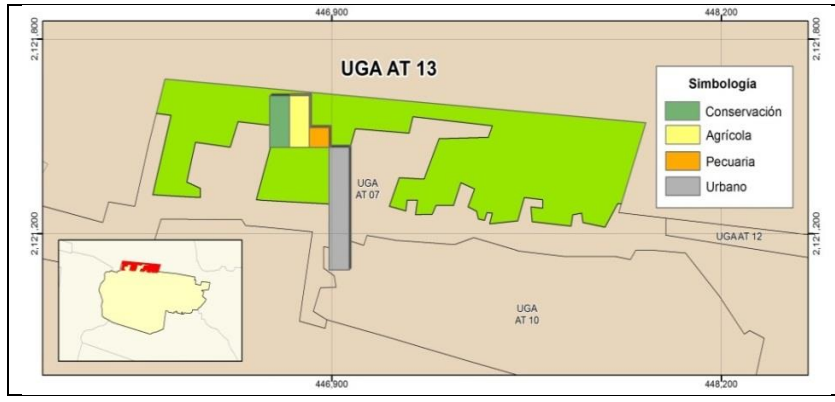 446,900
448,200
2,121,800
2,121,800
UGA AT 13
Simbología
Conservación
Agrícola
Pecuaria
Urbano
UGA
AT 07
2,121,200
2,121,200
UGA AT 12
UGA
AT 10
446,900
448,200